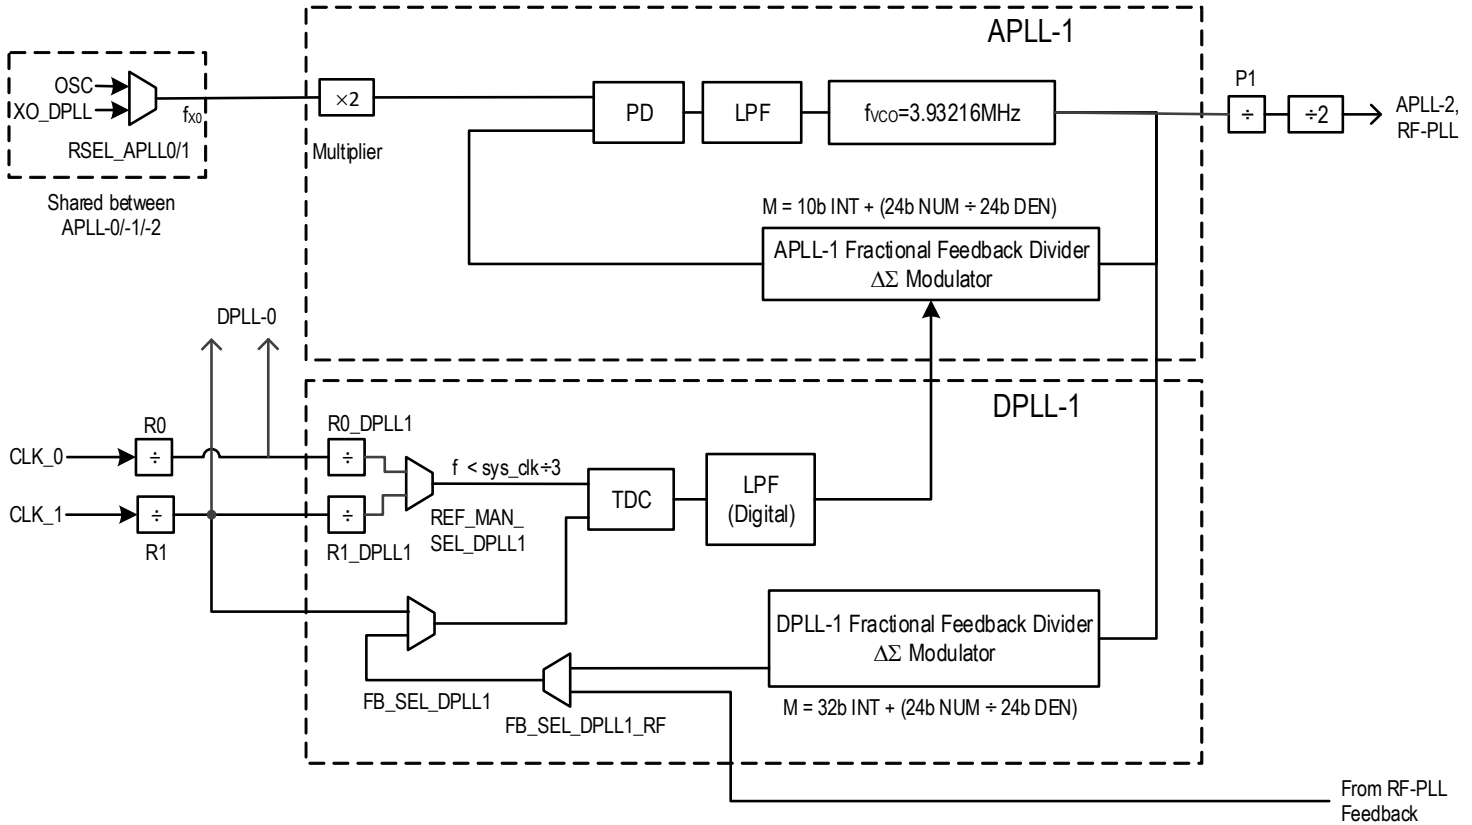 APLL-1
OSC
XO_DPLL
fX0
RSEL_APLL0/1
Shared between
APLL-0/-1/-2
×2
Multiplier
PD
LPF
fVCO=3.93216MHz
P1
÷
÷2
APLL-2,
RF-PLL
M = 10b INT + (24b NUM ÷ 24b DEN)
APLL-1 Fractional Feedback Divider
ΔΣ Modulator
DPLL-0
DPLL-1
CLK_0
R0
÷
R0_DPLL1
÷
CLK_1
÷
R1
÷
R1_DPLL1
f < sys_clk÷3
REF_MAN_
SEL_DPLL1
TDC
LPF
(Digital)
DPLL-1 Fractional Feedback Divider
ΔΣ Modulator
M = 32b INT + (24b NUM ÷ 24b DEN)
FB_SEL_DPLL1
FB_SEL_DPLL1_RF
From RF-PLL
Feedback